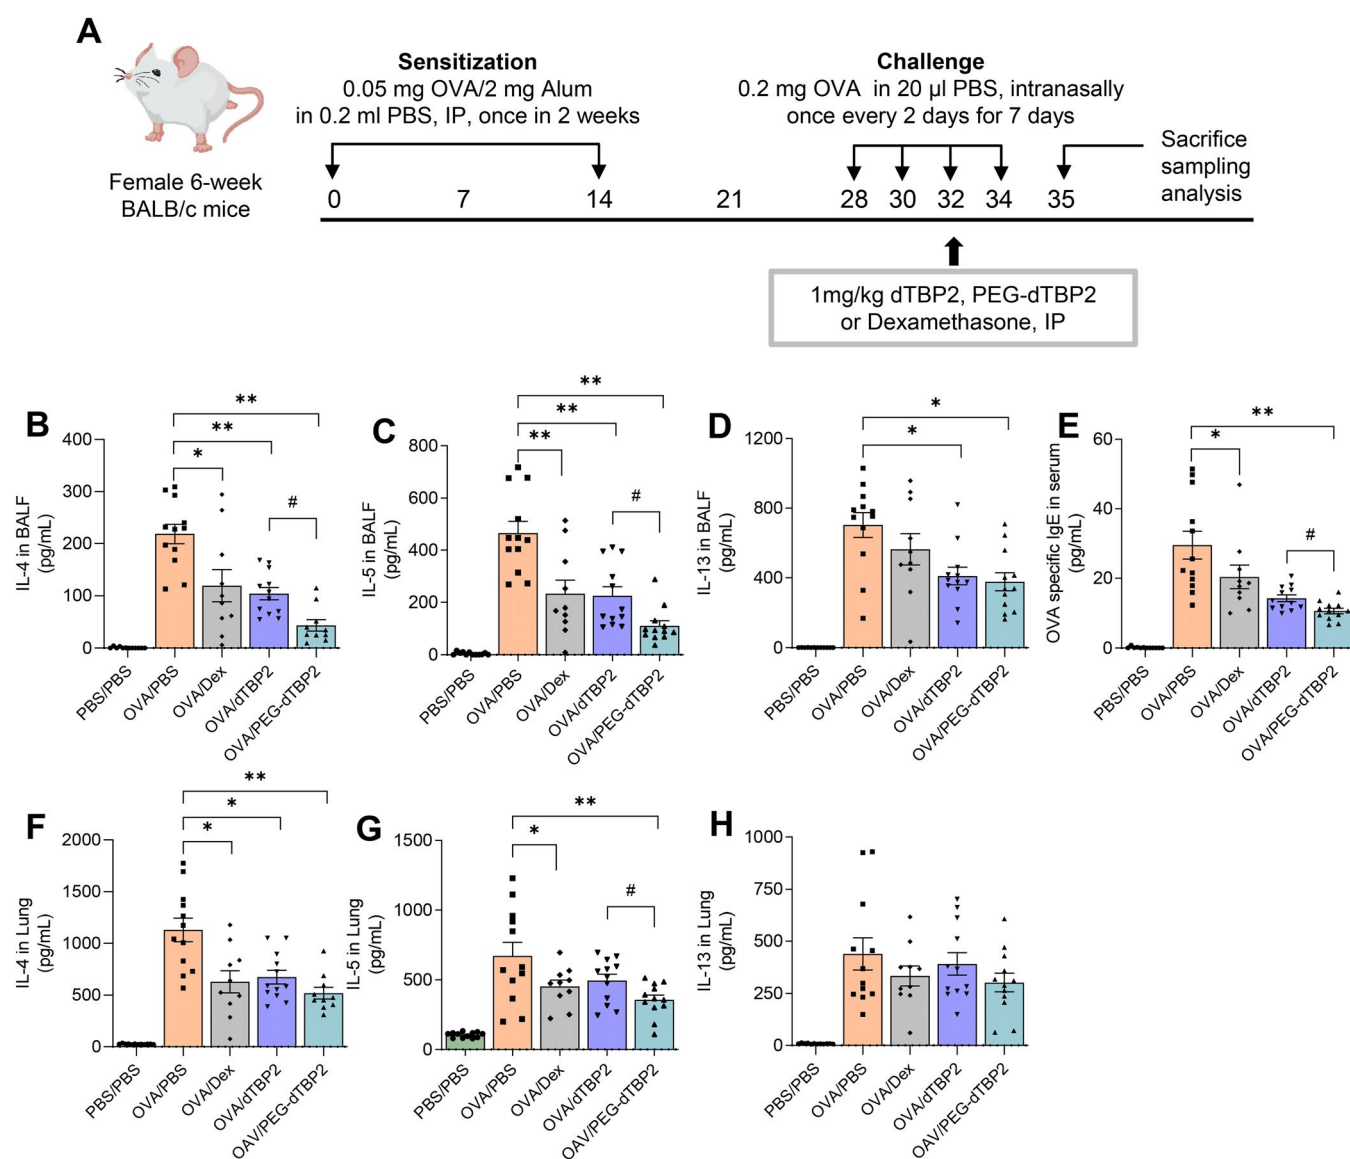 A
Sensitization
0.05 mg OVA/2 mg Alum
in 0.2 ml PBS, IP, once in 2 weeks
Challenge
0.2 mg OVA in 20 µl PBS, intranasally
once every 2 days for 7 days
Sacrifice
sampling
analysis
Female 6-week
BALB/c mice
0 7 14 21 28 30 32 34 35
1mg/kg dTBP2, PEG-dTBP2
or Dexamethasone, IP
B
IL-4 in BALF
(pg/mL)
400
300
200
100
0
**
**
*
#
PBS/PBS
OVA/PBS
OVA/Dex
OVA/dTBP2
OVA/PEG-dTBP2
C
IL-5 in BALF
(pg/mL)
800
600
400
200
0
**
**
**
#
PBS/PBS
OVA/PBS
OVA/Dex
OVA/dTBP2
OVA/PEG-dTBP2
D
IL-13 in BALF
(pg/mL)
1200
800
400
0
*
*
PBS/PBS
OVA/PBS
OVA/Dex
OVA/dTBP2
OVA/PEG-dTBP2
E
OVA specific IgE in serum
(pg/mL)
60
40
20
0
**
*
#
PBS/PBS
OVA/PBS
OVA/Dex
OVA/dTBP2
OVA/PEG-dTBP2
F
IL-4 in Lung
(pg/mL)
2000
1500
1000
500
0
**
*
*
PBS/PBS
OVA/PBS
OVA/Dex
OVA/dTBP2
OAV/PEG-dTBP2
G
IL-5 in Lung
(pg/mL)
1500
1000
500
0
**
*
#
PBS/PBS
OVA/PBS
OVA/Dex
OVA/dTBP2
OAV/PEG-dTBP2
H
IL-13 in Lung
(pg/mL)
1000
750
500
250
0
PBS/PBS
OVA/PBS
OVA/Dex
OVA/dTBP2
OAV/PEG-dTBP2